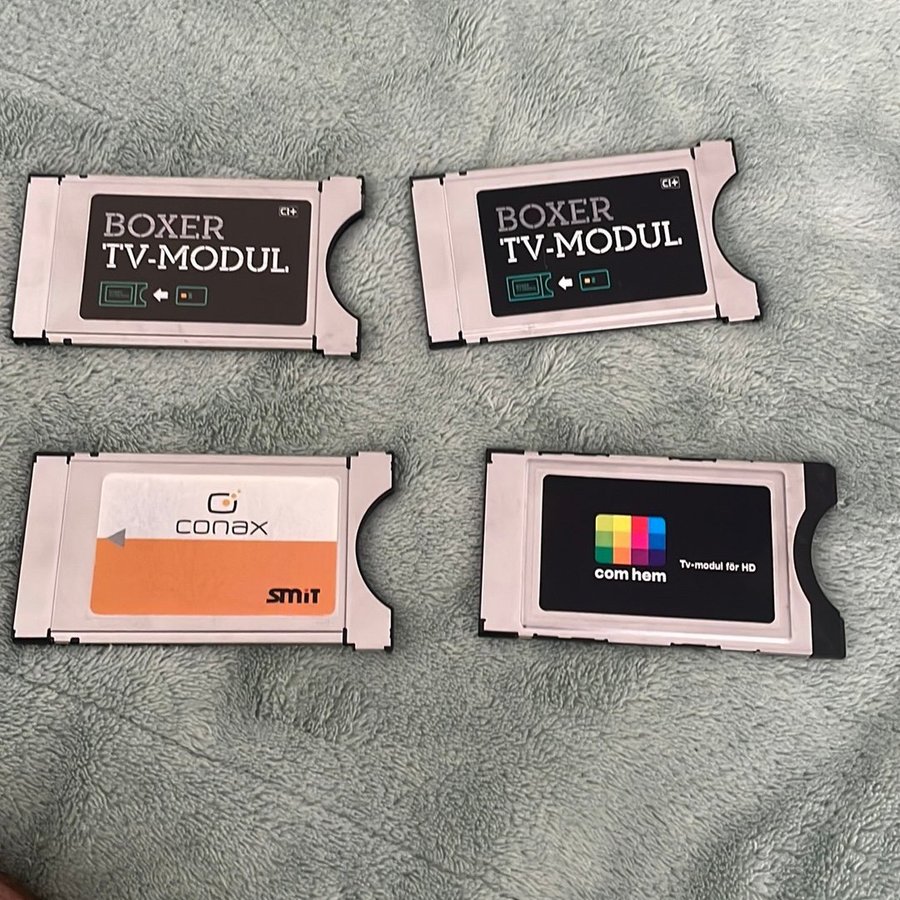 CI+
BOXER
TV-MODUL
CI+
BOXER
TV-MODUL
conax
SMiT
com hem
Tv-modul för HD